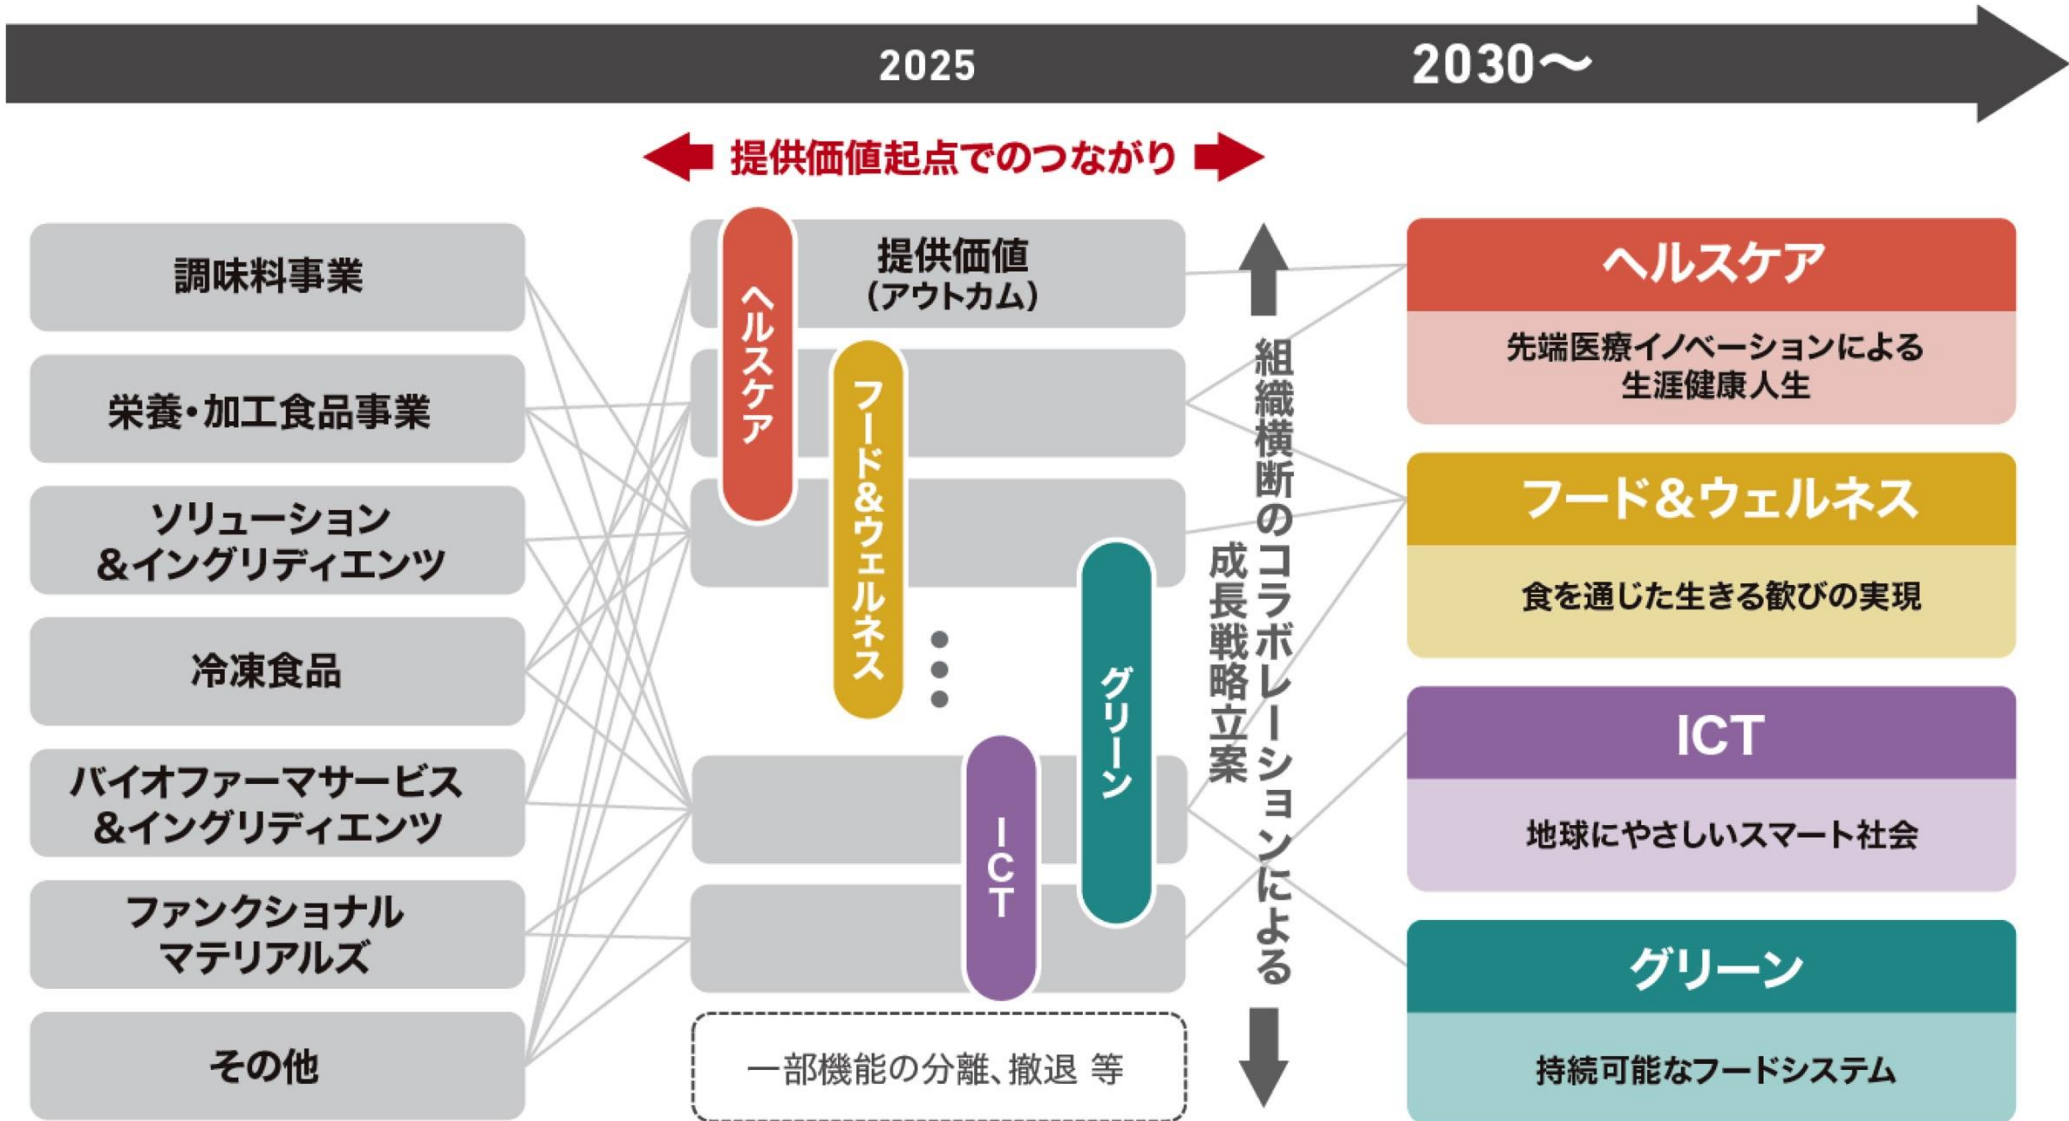 2025
2030～
提供価値起点でのつながり
調味料事業
栄養・加工食品事業
ソリューション
&イングリディエンツ
冷凍食品
バイオファーマサービス
&イングリディエンツ
ファンクショナル
マテリアルズ
その他
提供価値
(アウトカム)
ヘルスケア
フード&ウェルネス
ICT
グリーン
一部機能の分離、撤退 等
組織横断のコラボレーションによる
成長戦略立案
ヘルスケア
先端医療イノベーションによる
生涯健康人生
フード&ウェルネス
食を通じた生きる歓びの実現
ICT
地球にやさしいスマート社会
グリーン
持続可能なフードシステム